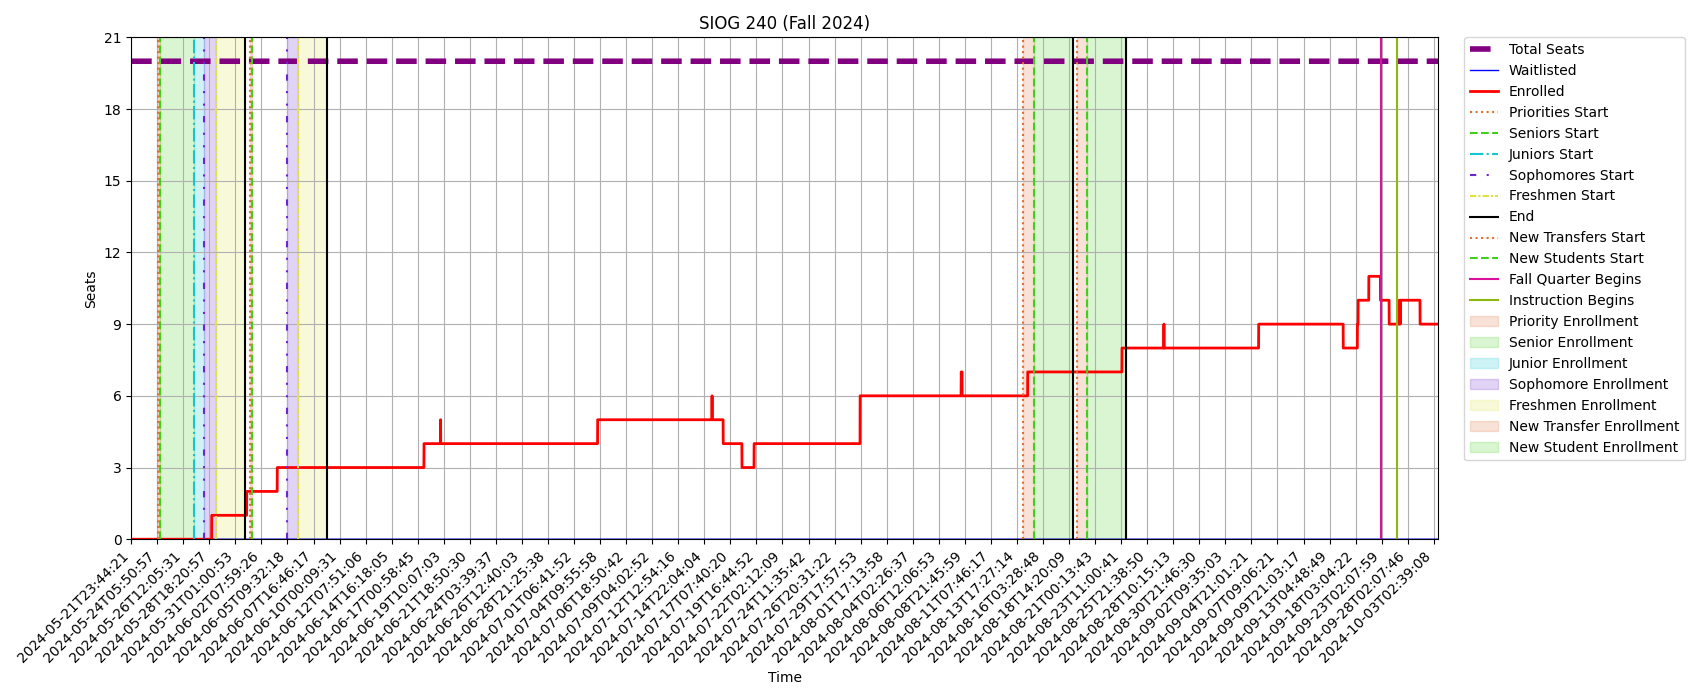 SIOG 240 (Fall 2024)
21
18
15
12
9
6
3
0
Seats
2024-05-21T23:44:21
2024-05-24T05:50:57
2024-05-26T12:05:31
2024-05-28T18:20:57
2024-05-31T01:00:53
2024-06-02T07:59:26
2024-06-05T09:32:18
2024-06-07T16:46:17
2024-06-10T00:09:31
2024-06-12T07:51:06
2024-06-14T16:18:05
2024-06-17T00:58:45
2024-06-19T10:07:03
2024-06-21T18:50:30
2024-06-24T03:39:37
2024-06-26T12:40:03
2024-06-28T21:25:38
2024-07-01T06:41:52
2024-07-04T09:55:58
2024-07-06T18:50:42
2024-07-09T04:02:52
2024-07-12T12:54:16
2024-07-14T22:04:04
2024-07-17T07:40:20
2024-07-19T16:44:52
2024-07-22T02:12:09
2024-07-24T11:35:42
2024-07-26T20:31:22
2024-07-29T17:57:53
2024-08-01T17:13:58
2024-08-04T02:26:37
2024-08-06T12:06:53
2024-08-08T21:45:59
2024-08-11T07:46:17
2024-08-13T17:27:14
2024-08-16T03:28:48
2024-08-18T14:20:09
2024-08-21T00:13:43
2024-08-23T11:00:41
2024-08-25T21:38:50
2024-08-28T10:15:13
2024-08-30T21:46:30
2024-09-02T09:35:03
2024-09-04T21:01:21
2024-09-07T09:06:21
2024-09-09T21:03:17
2024-09-13T04:48:49
2024-09-18T03:04:22
2024-09-23T02:07:59
2024-09-28T02:07:46
2024-10-03T02:39:08
Time
Total Seats
Waitlisted
Enrolled
Priorities Start
Seniors Start
Juniors Start
Sophomores Start
Freshmen Start
End
New Transfers Start
New Students Start
Fall Quarter Begins
Instruction Begins
Priority Enrollment
Senior Enrollment
Junior Enrollment
Sophomore Enrollment
Freshmen Enrollment
New Transfer Enrollment
New Student Enrollment